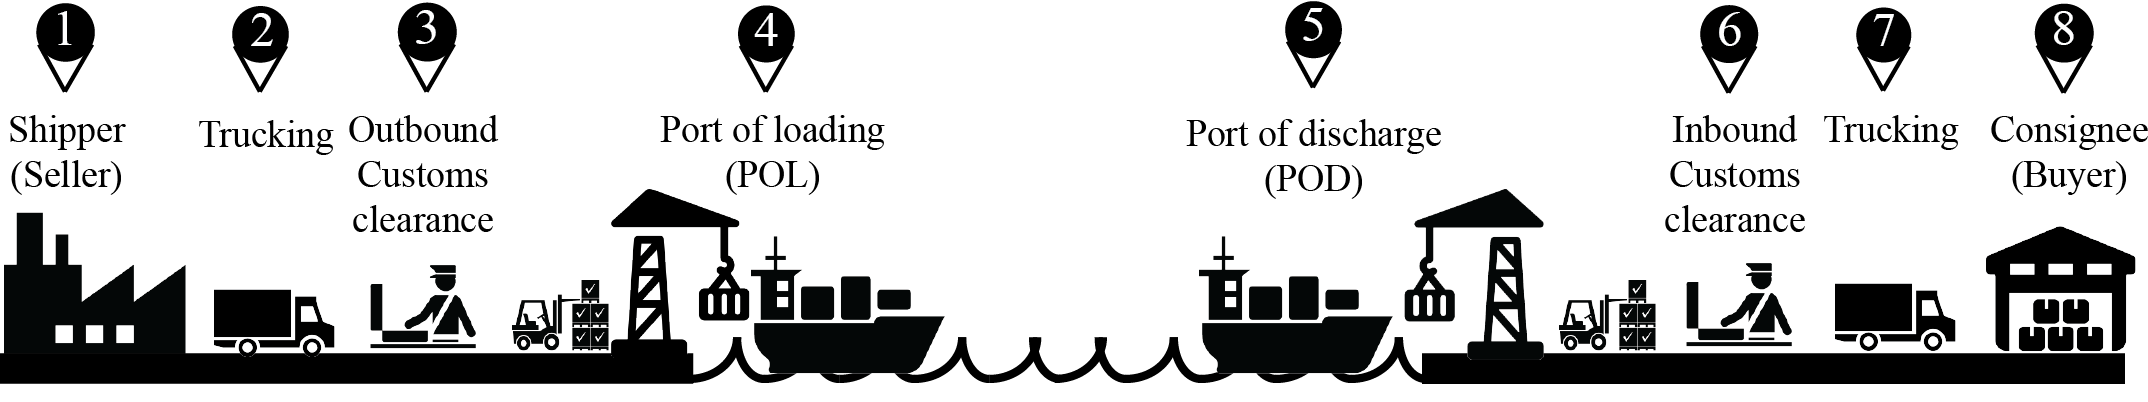 1
Shipper
(Seller)
2
Trucking
3
Outbound
Customs
clearance
4
Port of loading
(POL)
5
Port of discharge
(POD)
6
Inbound
Customs
clearance
7
Trucking
8
Consignee
(Buyer)